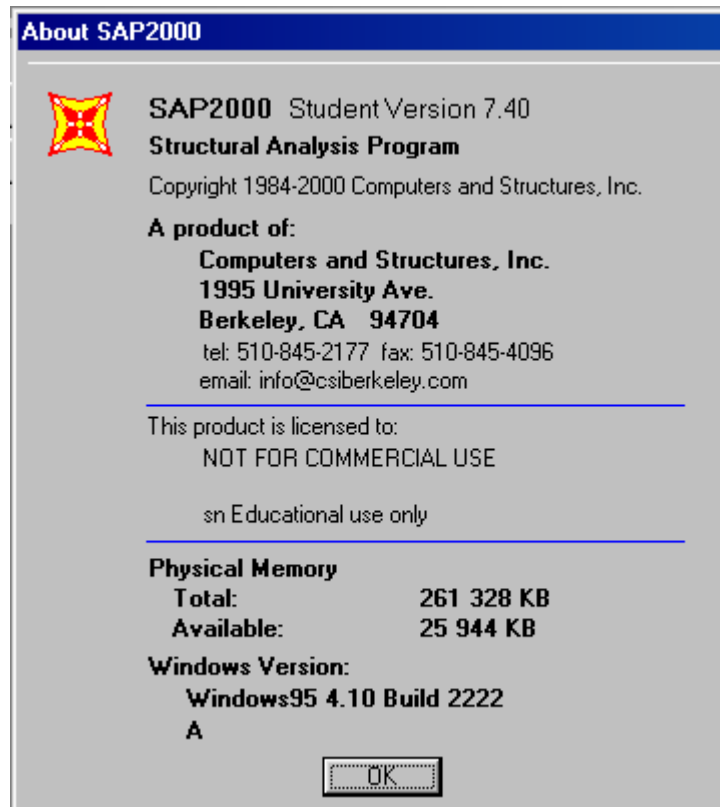 About SAP2000
SAP2000 Student Version 7.40
Structural Analysis Program
Copyright 1984-2000 Computers and Structures, Inc.
A product of:
Computers and Structures, Inc.
1995 University Ave.
Berkeley, CA 94704
tel: 510-845-2177 fax: 510-845-4096
email: info@csiberkeley.com
This product is licensed to:
NOT FOR COMMERCIAL USE
sn Educational use only
Physical Memory
Total: 261 328 KB
Available: 25 944 KB
Windows Version:
Windows95 4.10 Build 2222
A
OK